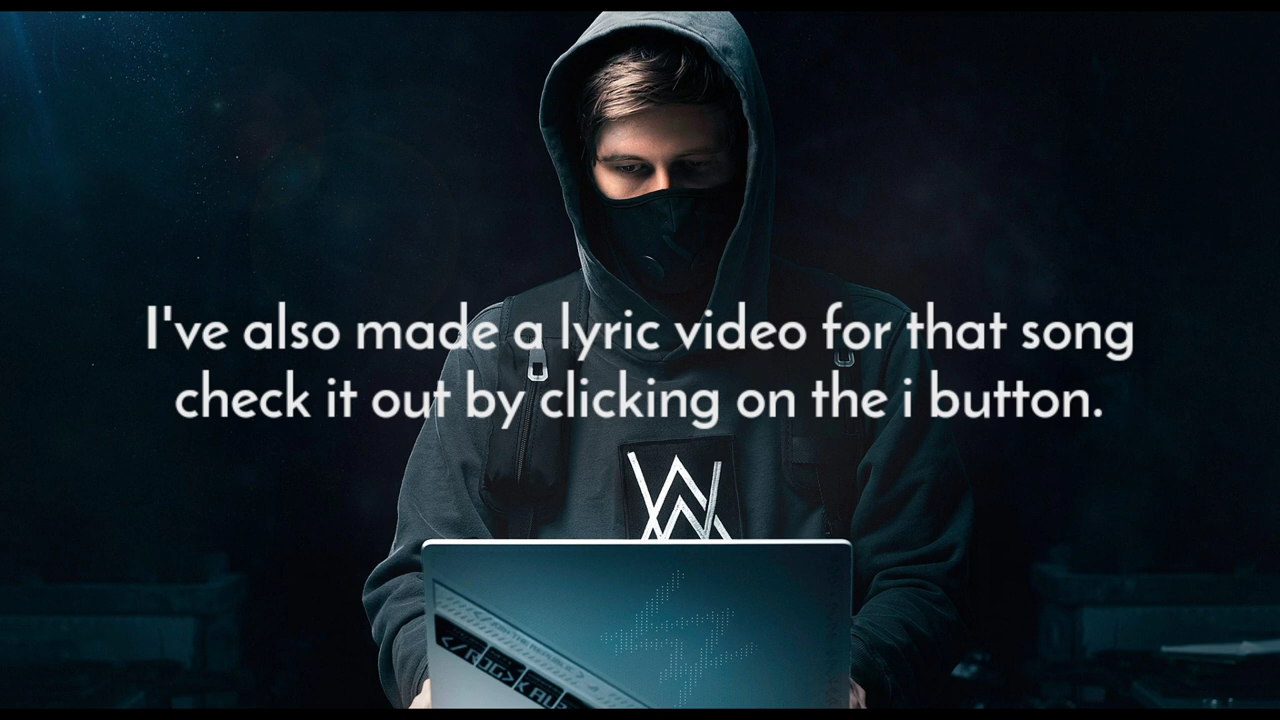 I've also made a lyric video for that song
check it out by clicking on the i button.